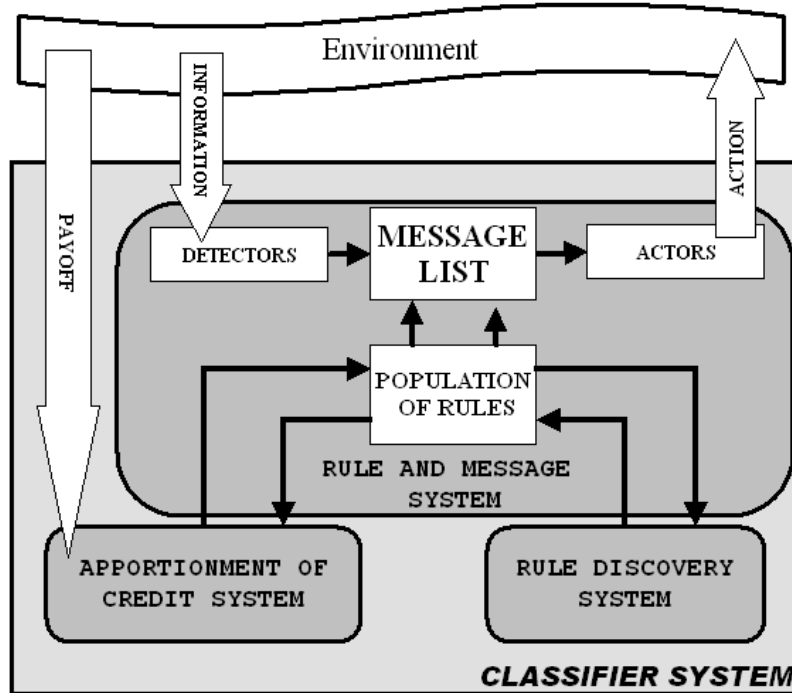 Environment
INFORMATION
ACTION
PAYOFF
DETECTORS
MESSAGE
LIST
ACTORS
POPULATION
OF RULES
RULE AND MESSAGE
SYSTEM
APPORTIONMENT OF
CREDIT SYSTEM
RULE DISCOVERY
SYSTEM
CLASSIFIER SYSTEM